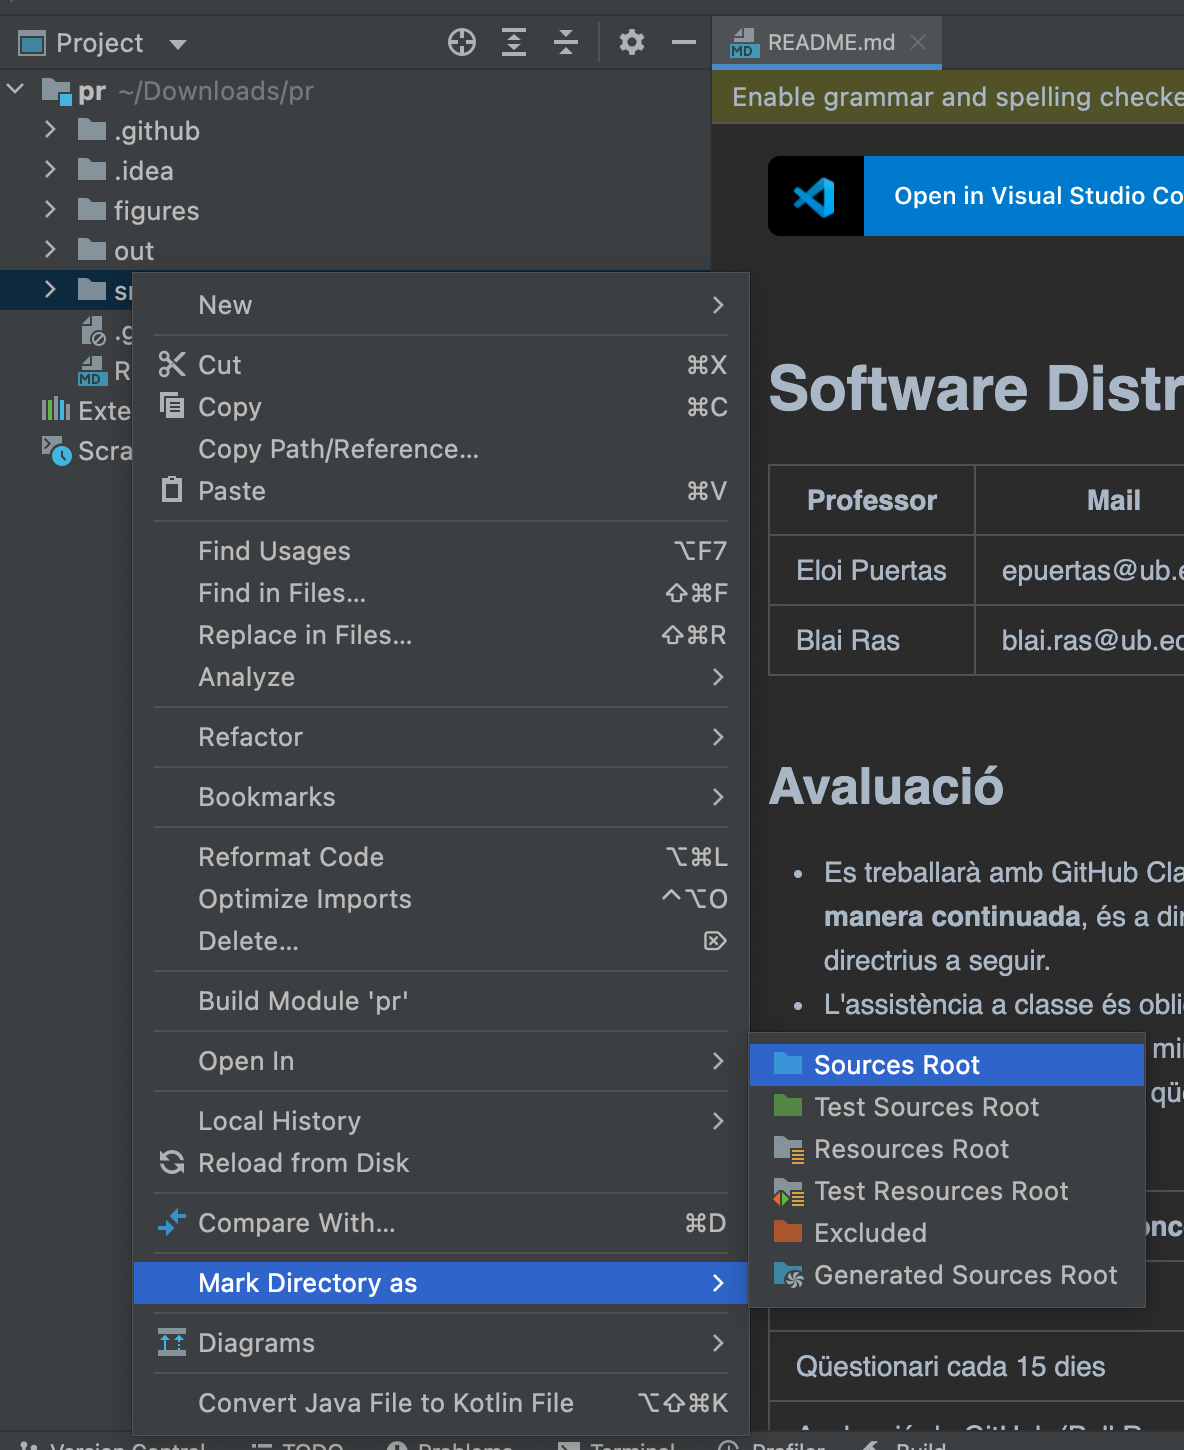 Project
README.md
pr ~/Downloads/pr
Enable grammar and spelling checke
.github
.idea
figures
out
Open in Visual Studio Co
Exte
Scra
New
Cut ⌘X
Copy ⌘C
Copy Path/Reference...
Paste ⌘V
Find Usages ⌥F7
Find in Files... ⇧⌘F
Replace in Files... ⇧⌘R
Analyze
Refactor
Bookmarks
Reformat Code ⌥⌘L
Optimize Imports ^⌥O
Delete... ⌦
Build Module 'pr'
Open In
Local History
Reload from Disk
Compare With... ⌘D
Mark Directory as
Diagrams
Convert Java File to Kotlin File ⌥⇧⌘K
Sources Root
Test Sources Root
Resources Root
Test Resources Root
Excluded
Generated Sources Root
Software Distr
Professor Mail
Eloi Puertas epuertas@ub.e
Blai Ras blai.ras@ub.ed
Avaluació
• Es treballarà amb GitHub Cla
manera continuada, és a dir
directrius a seguir.
• L'assistència a classe és obli
mi
qüe
onc
Qüestionari cada 15 dies
Version Control TODO Problems Terminal Profiler Build